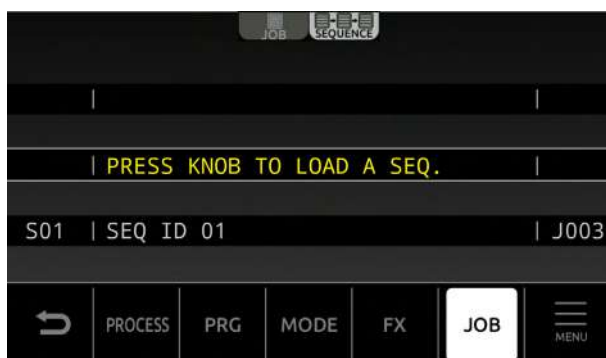 JOB SEQUENCE
PRESS KNOB TO LOAD A SEQ.
S01 | SEQ ID 01 | J003
PROCESS PRG MODE FX JOB MENU